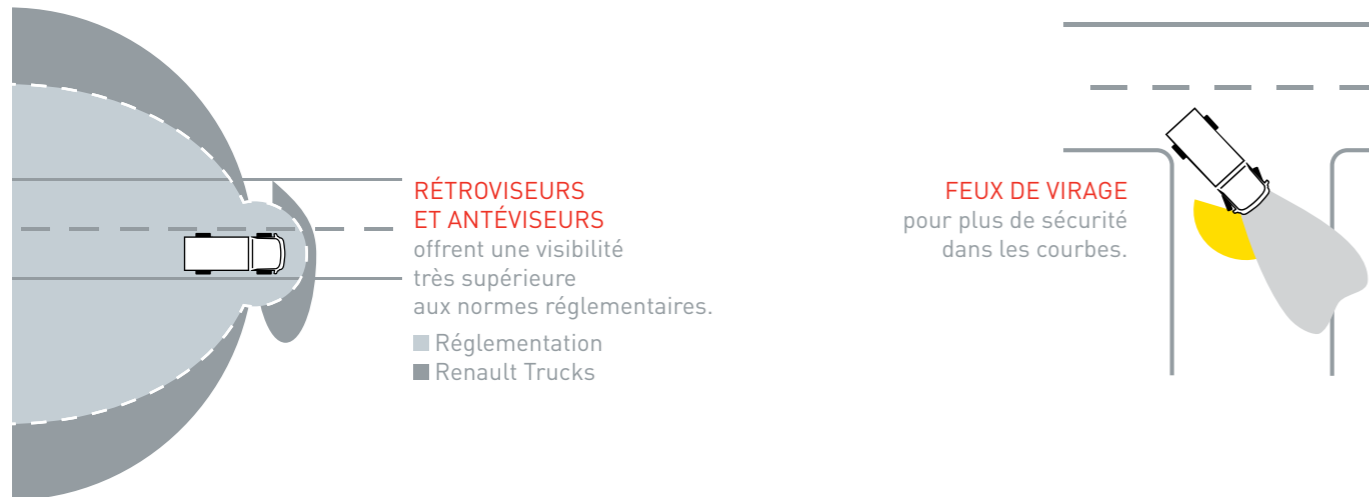 RÉTROVISEURS
ET ANTÉVISEURS
offrent une visibilité
très supérieure
aux normes réglementaires.
Réglementation
Renault Trucks
FEUX DE VIRAGE
pour plus de sécurité
dans les courbes.